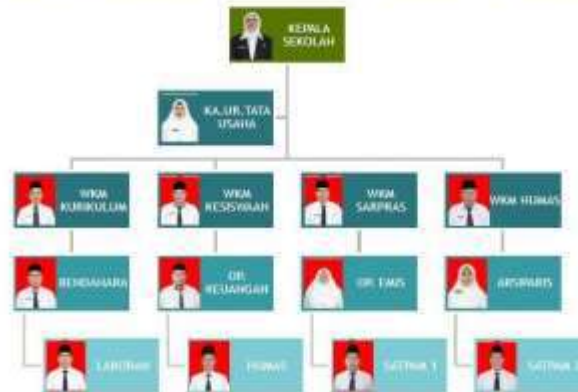 KEPALA
SEKOLAH
KA.UR.TATA
USAHA
WKM
KURIKULUM
WKM
KESISWAAN
WKM
SARPRAS
WKM HUMAS
BENDAHARA
OP.
KEUANGAN
OP. EMIS
ARSIPARIS
LABORAN
HUMAS
SATPAM 1
SATPAM